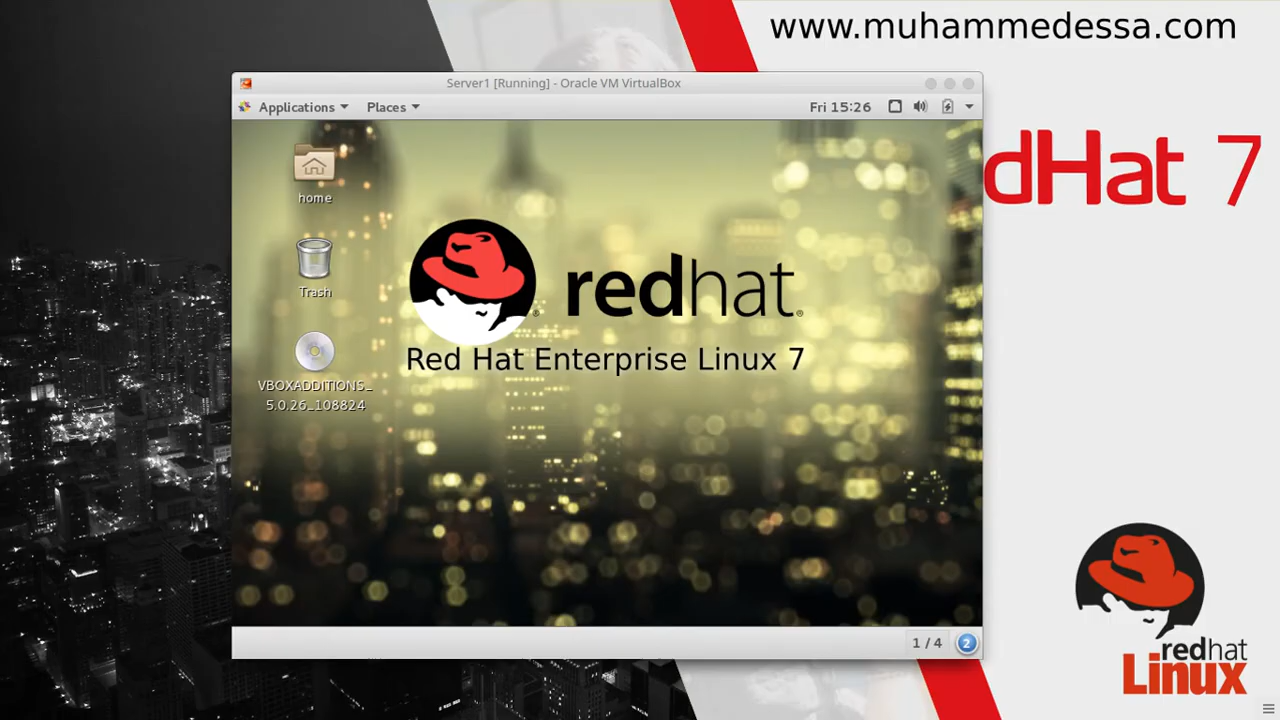 www.muhammedessa.com
Server1 [Running] - Oracle VM VirtualBox
Applications Places Fri 15:26
dHat 7
home
redhat
Trash
Red Hat Enterprise Linux 7
VBOXADDITIONS_
5.0.26_108824
redhat
Linux
1 / 4 2